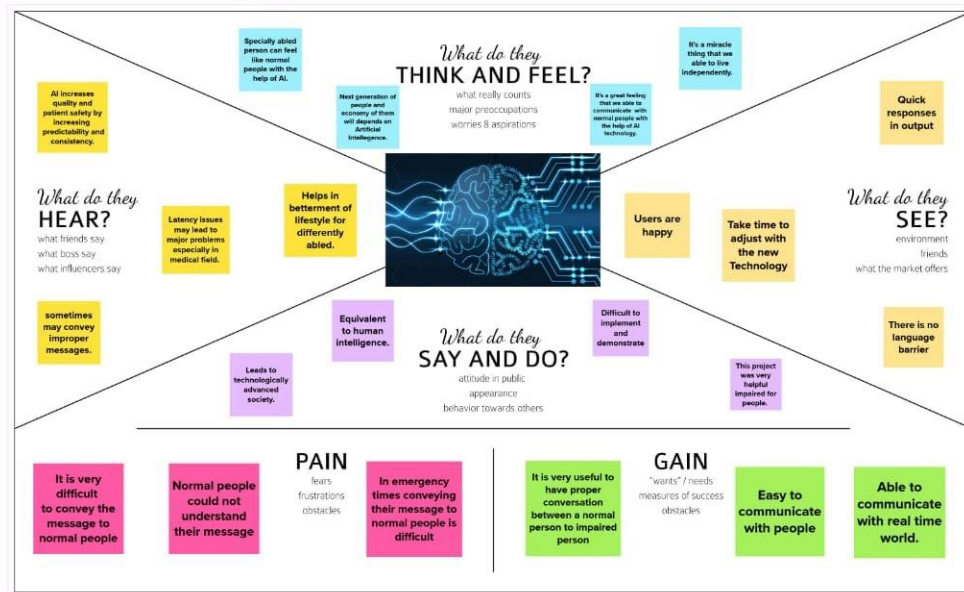 What do they
THINK AND FEEL?
what really counts
major preocupations
worries & aspirations
Specially abled
person can feel
like normal
people with the
help of AI.
Next generation of
people and
economy of them
will depends on
Artificial
Intellegence.
It's a great feeling
that we able to
communicate with
normal people with
the help of AI
technology.
It's a miracle
thing that we
able to live
independently.
What do they
HEAR?
what friends say
what boss say
what influencers say
AI increases
quality and
patient safety by
increasing
predictability and
consistency.
Latency issues
may lead to
major problems
especially in
medical field.
Helps in
betterment of
lifestyle for
differently
abled.
sometimes
may convey
improper
messages.
What do they
SEE?
environment
friends
what the market offers
Quick
responses
in output
Users are
happy
Take time to
adjust with
the new
Technology
There is no
language
barrier
What do they
SAY AND DO?
attitude in public
appearance
behavior towards others
Equivalent
to human
intelligence.
Leads to
technologically
advanced
society.
Difficult to
implement
and
demonstrate
This project
was very
helpful
impaired for
people.
PAIN
fears
frustrations
obstacles
It is very
difficult
to convey the
message to
normal people
Normal people
could not
understand
their message
In emergency
times conveying
their message to
normal people is
difficult
GAIN
"wants" / needs
measures of success
obstacles
It is very useful to
have proper
conversation
between a normal
person to impaired
person
Easy to
communicate
with people
Able to
communicate
with real time
world.